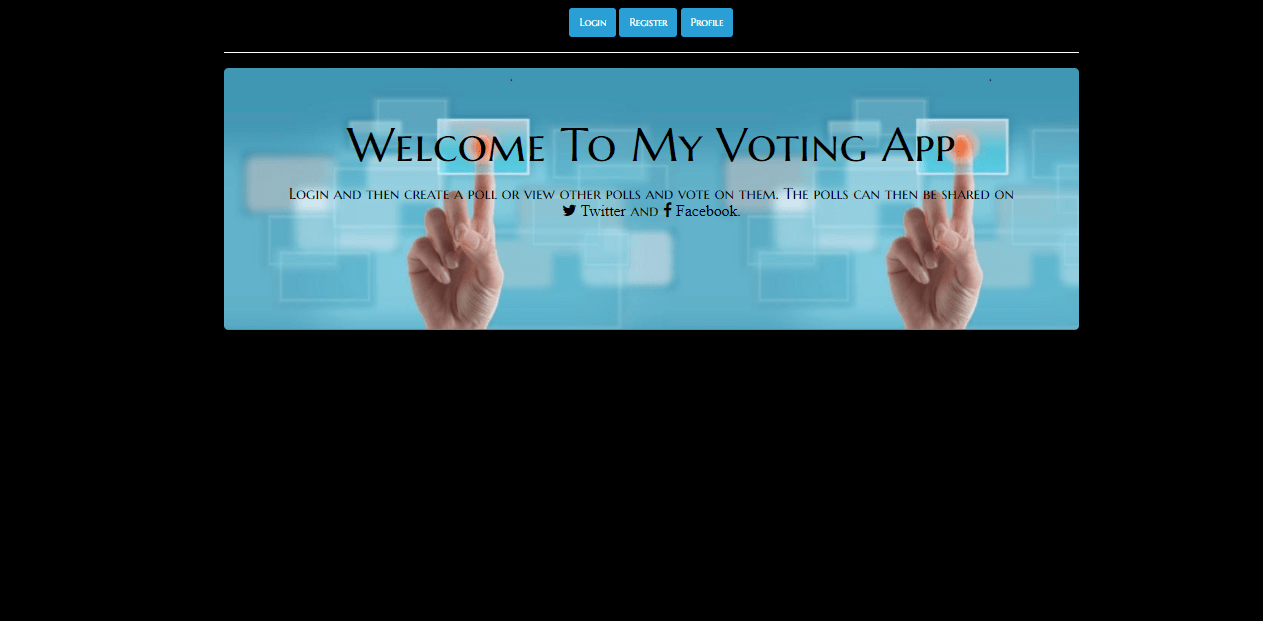 Login Register Profile
Welcome To My Voting App
Login and then create a poll or view other polls and vote on them. The polls can then be shared on
Twitter and Facebook.